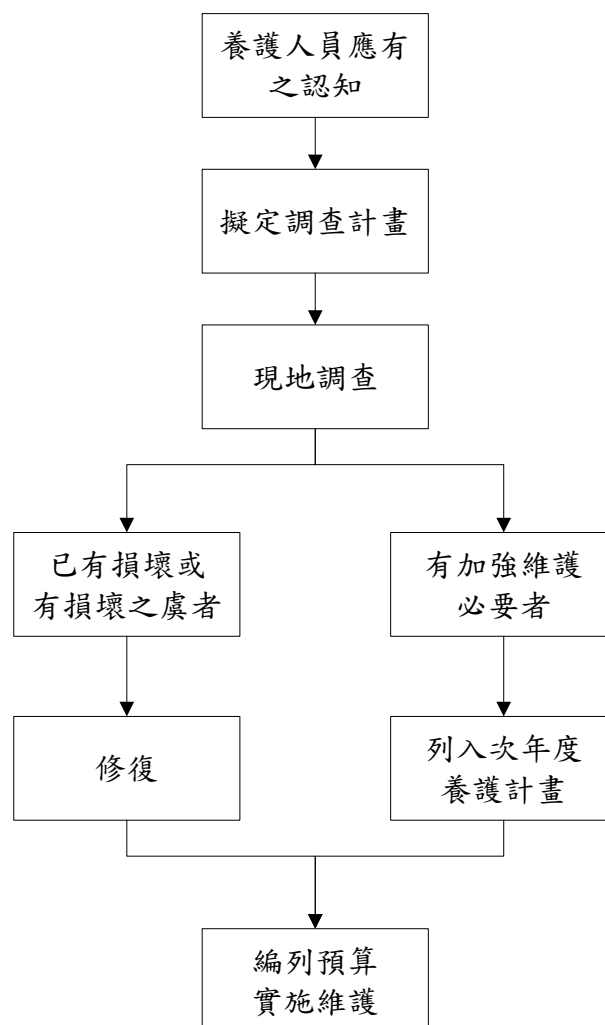 養護人員應有
之認知
擬定調查計畫
現地調查
已有損壞或
有損壞之虞者
有加強維護
必要者
修復
列入次年度
養護計畫
編列預算
實施維護